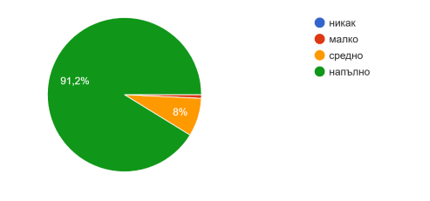 никак
малко
средно
напълно
91,2%
8%